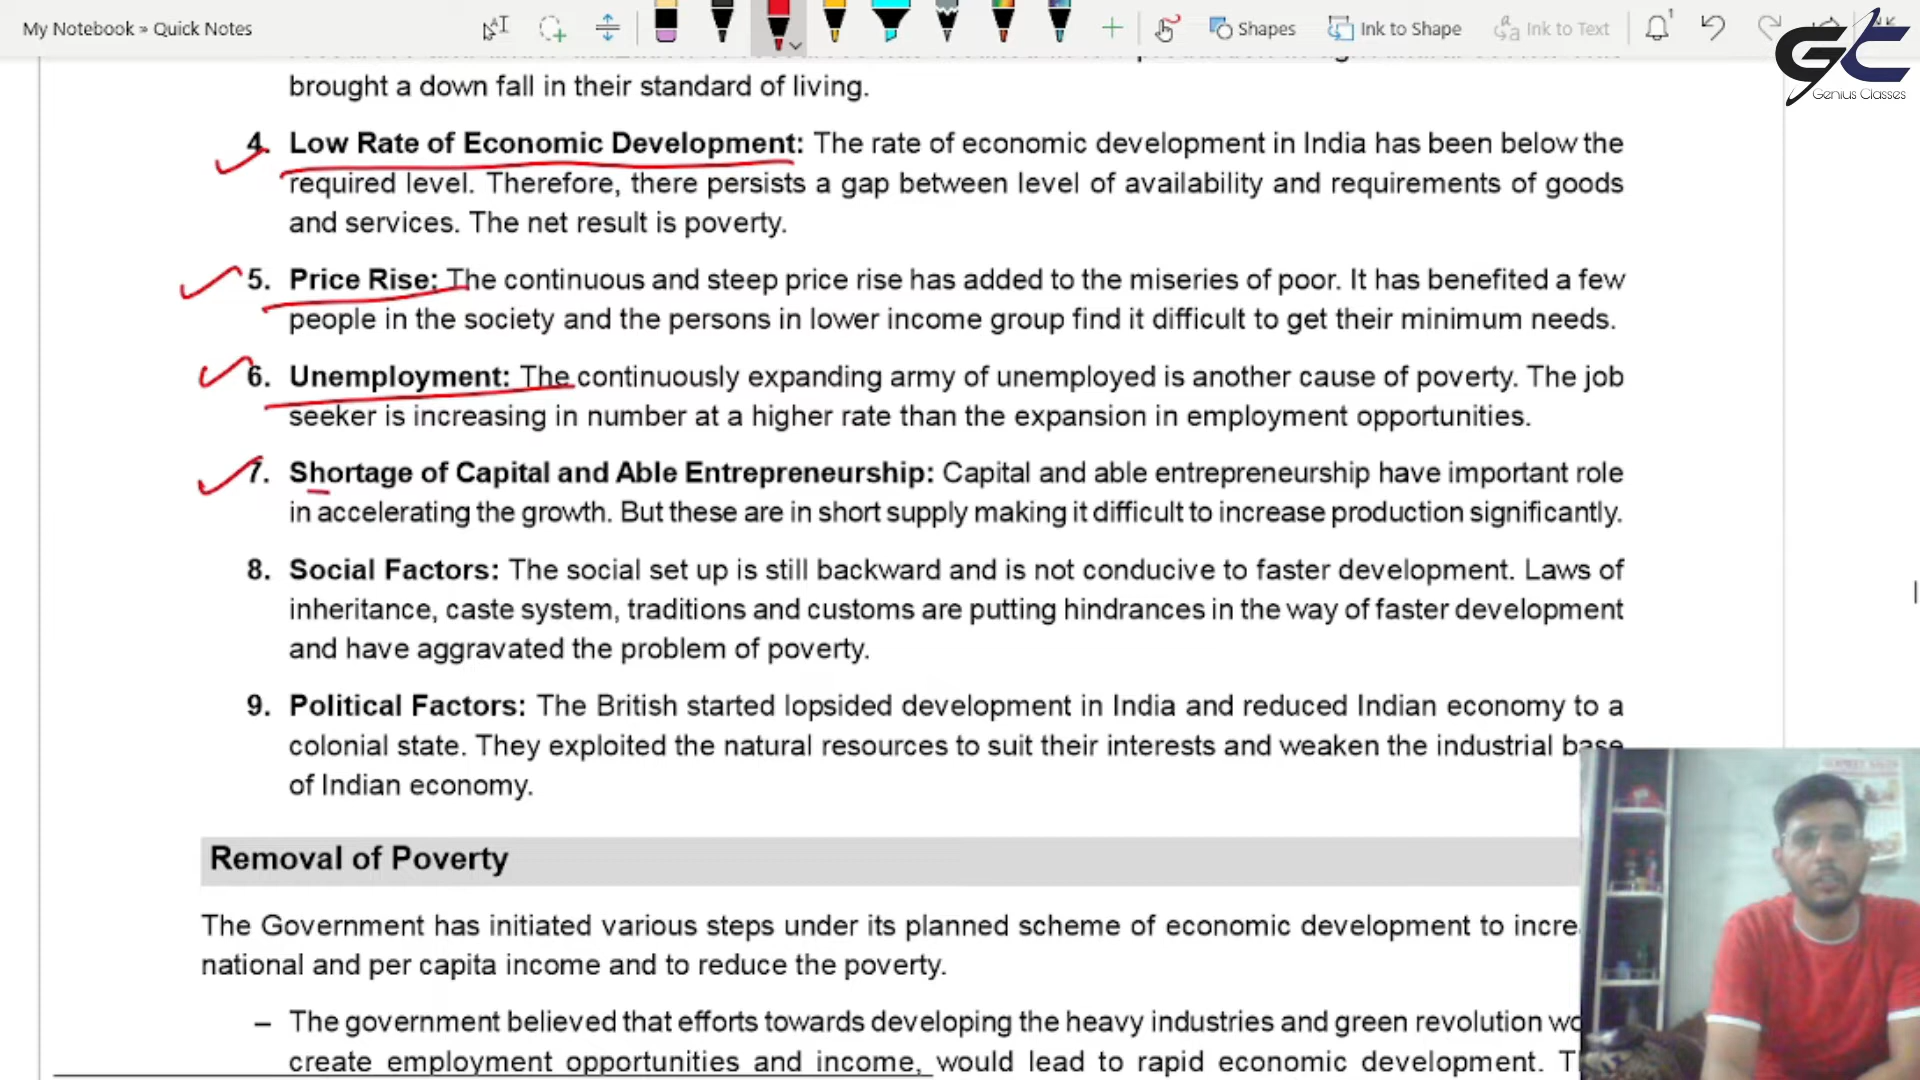 My Notebook » Quick Notes
Shapes
Ink to Shape
Ink to Text
Genius Classes
brought a down fall in their standard of living.
4. Low Rate of Economic Development: The rate of economic development in India has been below the
required level. Therefore, there persists a gap between level of availability and requirements of goods
and services. The net result is poverty.
5. Price Rise: The continuous and steep price rise has added to the miseries of poor. It has benefited a few
people in the society and the persons in lower income group find it difficult to get their minimum needs.
6. Unemployment: The continuously expanding army of unemployed is another cause of poverty. The job
seeker is increasing in number at a higher rate than the expansion in employment opportunities.
7. Shortage of Capital and Able Entrepreneurship: Capital and able entrepreneurship have important role
in accelerating the growth. But these are in short supply making it difficult to increase production significantly.
8. Social Factors: The social set up is still backward and is not conducive to faster development. Laws of
inheritance, caste system, traditions and customs are putting hindrances in the way of faster development
and have aggravated the problem of poverty.
9. Political Factors: The British started lopsided development in India and reduced Indian economy to a
colonial state. They exploited the natural resources to suit their interests and weaken the industrial base
of Indian economy.
Removal of Poverty
The Government has initiated various steps under its planned scheme of economic development to
national and per capita income and to reduce the poverty.
– The government believed that efforts towards developing the heavy industries and green revolution
create employment opportunities and income, would lead to rapid economic development.